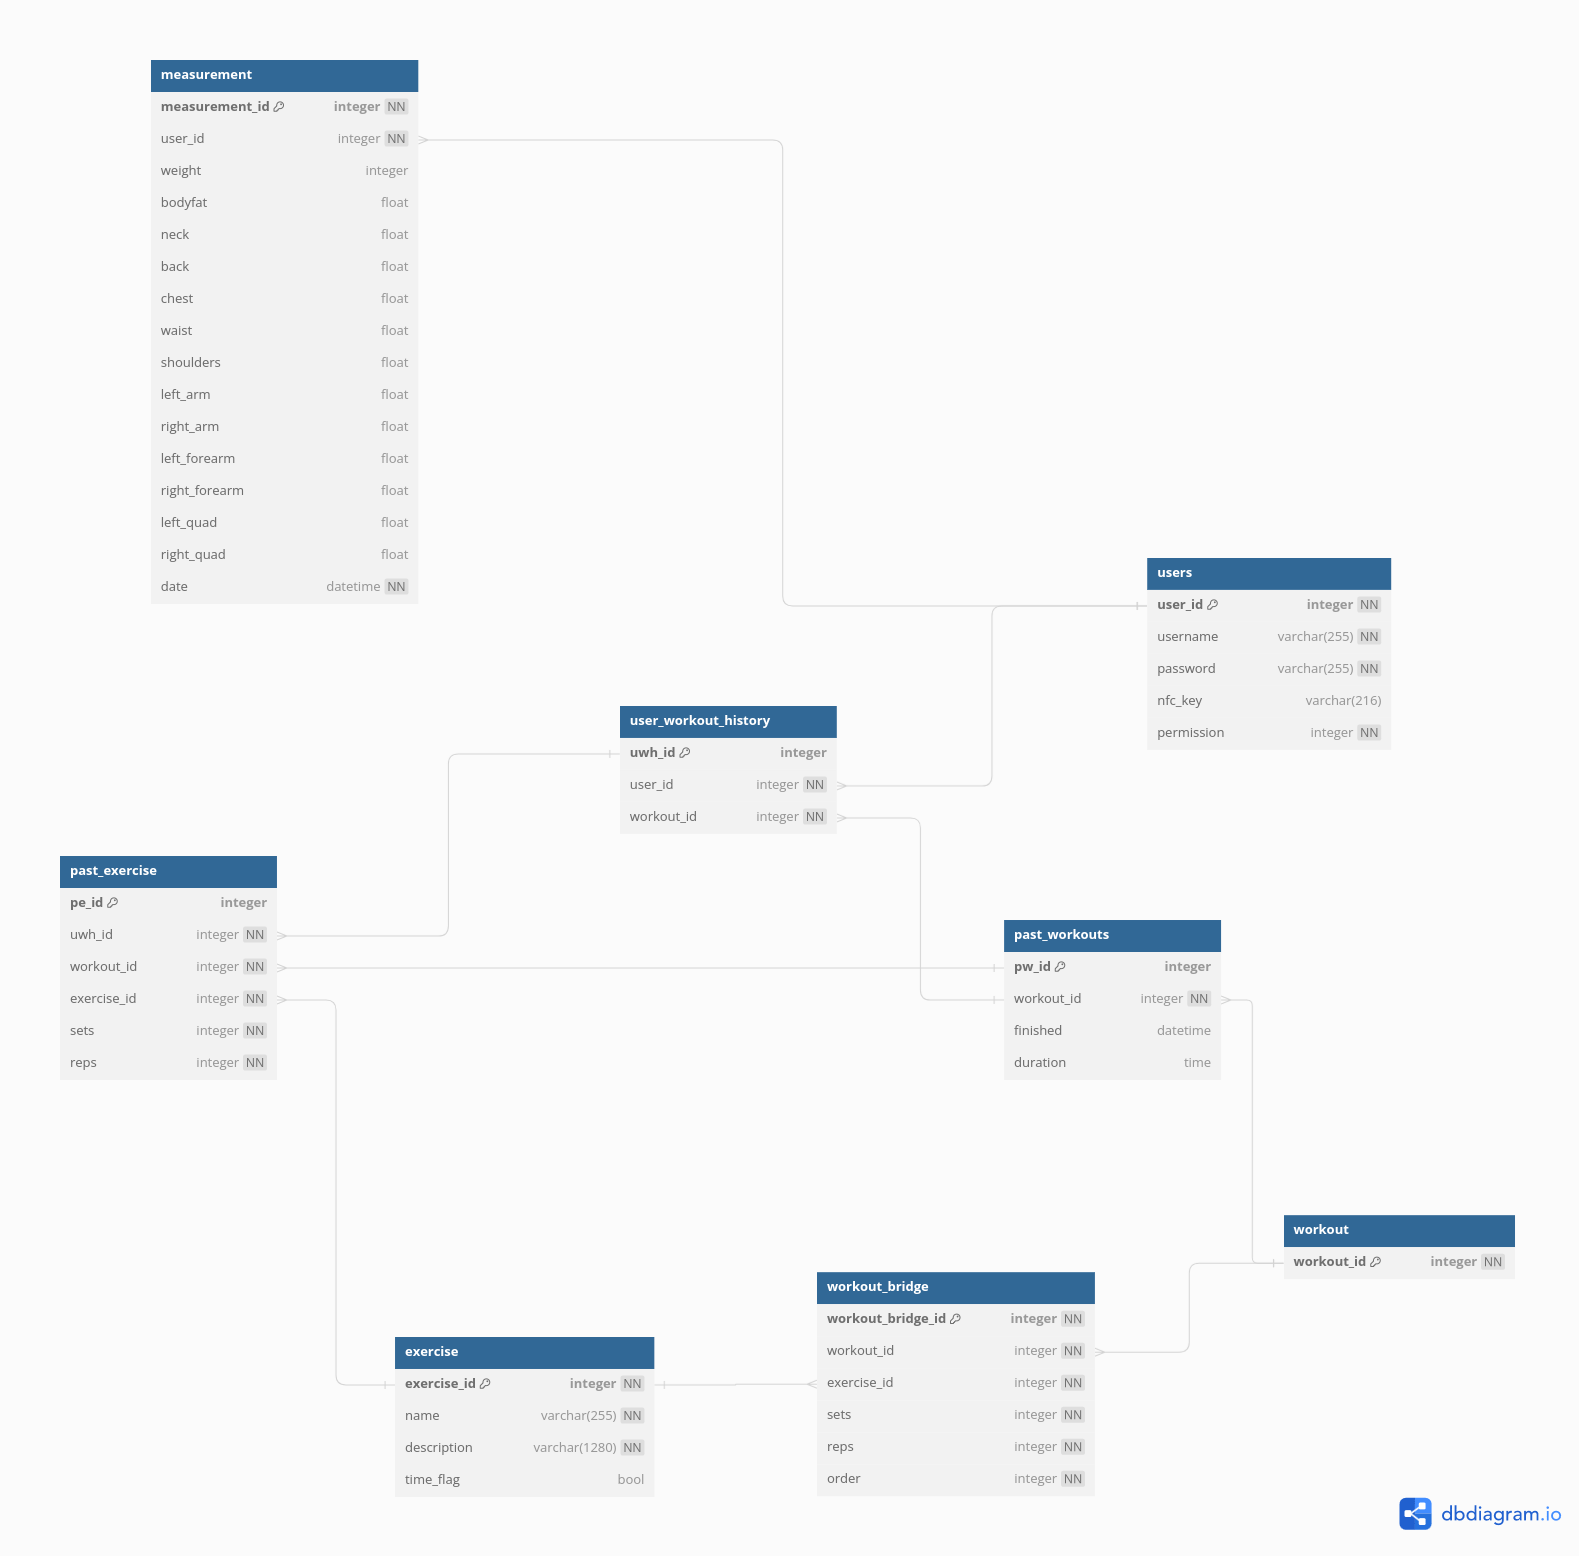 measurement
measurement_id integer NN
user_id integer NN
weight integer
bodyfat float
neck float
back float
chest float
waist float
shoulders float
left_arm float
right_arm float
left_forearm float
right_forearm float
left_quad float
right_quad float
date datetime NN
users
user_id integer NN
username varchar(255) NN
password varchar(255) NN
nfc_key varchar(216)
permission integer NN
user_workout_history
uwh_id integer
user_id integer NN
workout_id integer NN
past_exercise
pe_id integer
uwh_id integer NN
workout_id integer NN
exercise_id integer NN
sets integer NN
reps integer NN
past_workouts
pw_id integer
workout_id integer NN
finished datetime
duration time
workout
workout_id integer NN
workout_bridge
workout_bridge_id integer NN
workout_id integer NN
exercise_id integer NN
sets integer NN
reps integer NN
order integer NN
exercise
exercise_id integer NN
name varchar(255) NN
description varchar(1280) NN
time_flag bool
dbdiagram.io